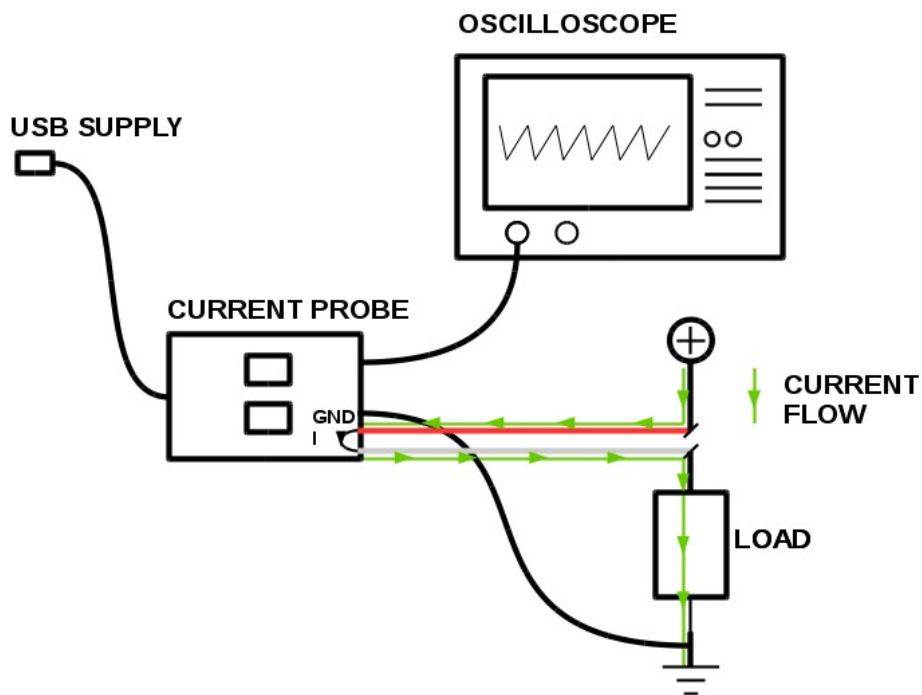 OSCILLOSCOPE
USB SUPPLY
CURRENT PROBE
GND
I
CURRENT
FLOW
LOAD